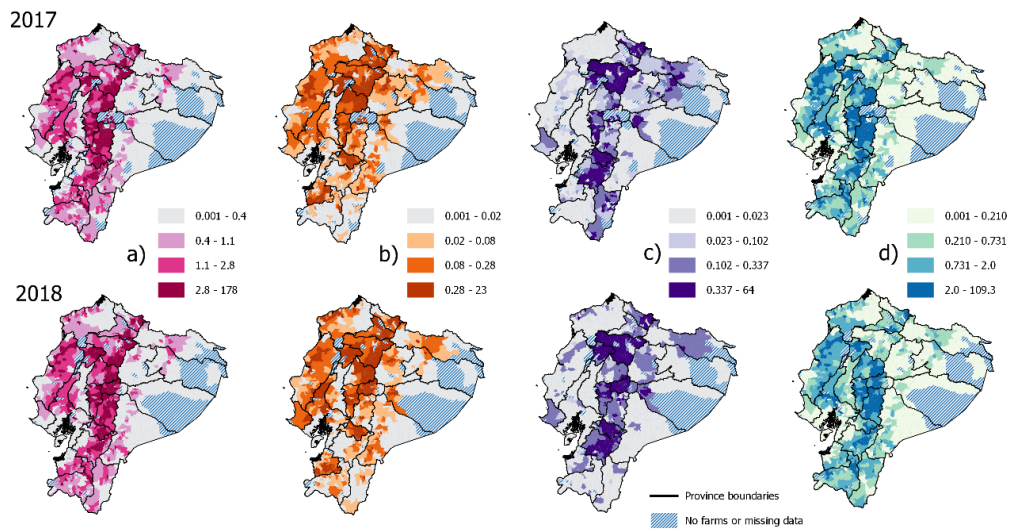 2017
a)
0.001 - 0.4
0.4 - 1.1
1.1 - 2.8
2.8 - 178
b)
0.001 - 0.02
0.02 - 0.08
0.08 - 0.28
0.28 - 23
c)
0.001 - 0.023
0.023 - 0.102
0.102 - 0.337
0.337 - 64
d)
0.001 - 0.210
0.210 - 0.731
0.731 - 2.0
2.0 - 109.3
2018
Province boundaries
No farms or missing data